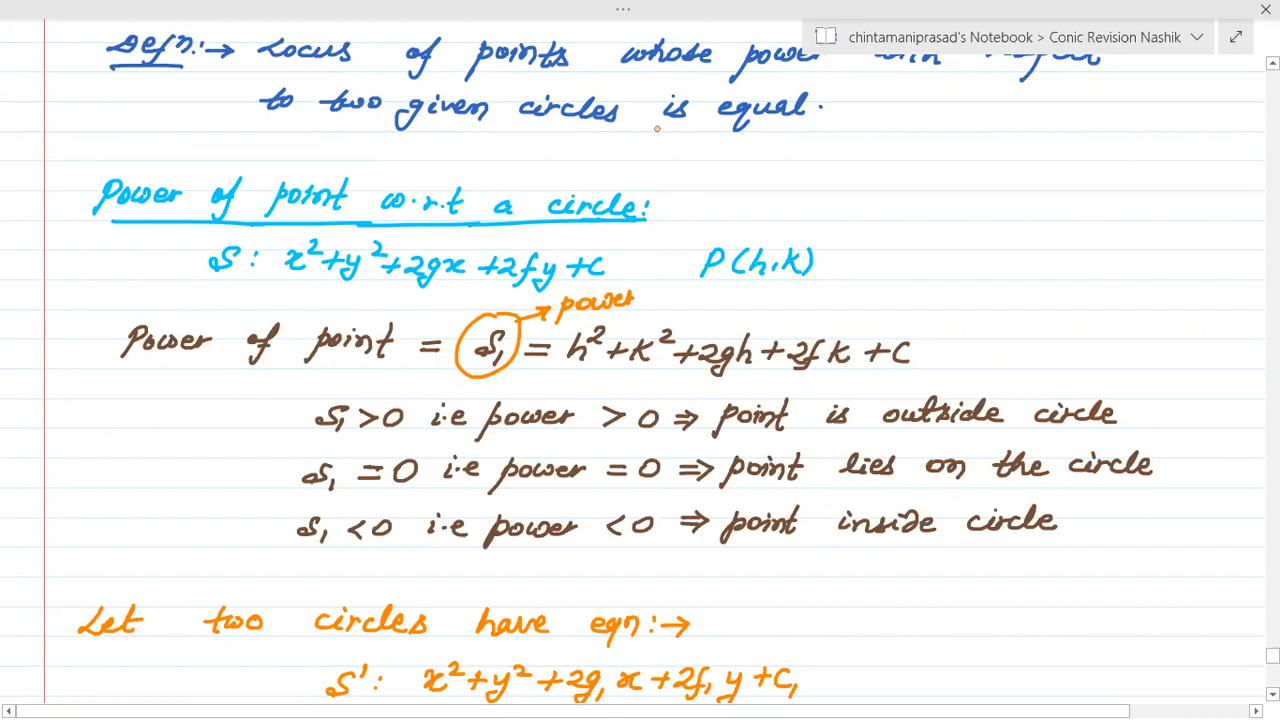 chintamaniprasad's Notebook > Conic Revision Nashik
Defn:→ Locus of points whose power with respect
to two given circles is equal.
Power of point w.r.t a circle:
S: x²+y²+2gx+2fy+c P(h,k)
power
Power of point = S₁ = h²+k²+2gh+2fk+c
S₁>0 i.e power >0 ⇒ point is outside circle
S₁=0 i.e power =0 ⇒ point lies on the circle
S₁<0 i.e power <0 ⇒ point inside circle
Let two circles have eqn:→
S': x²+y²+2g₁x+2f₁y+c₁